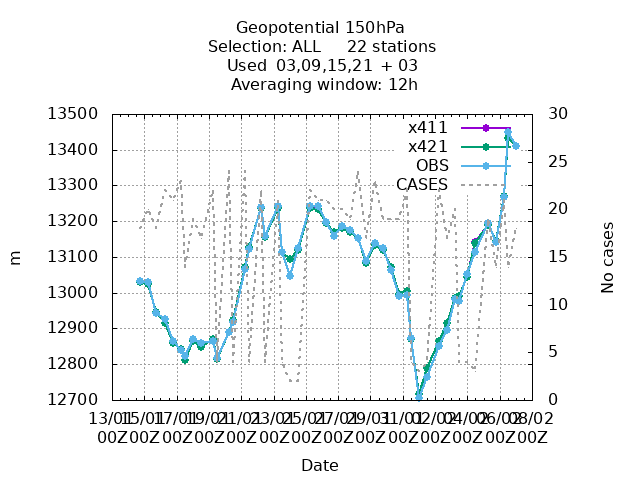 Geopotential 150hPa
Selection: ALL 22 stations
Used 03,09,15,21 + 03
Averaging window: 12h
13500
13400
13300
13200
13100
13000
12900
12800
12700
m
30
25
20
15
10
5
0
No cases
x411
x421
OBS
CASES
13/01 15/01 17/01 19/01 21/01 23/01 25/01 27/01 29/01 31/01 02/02 04/02 06/02 08/02
00Z 00Z 00Z 00Z 00Z 00Z 00Z 00Z 00Z 00Z 00Z 00Z 00Z 00Z
Date